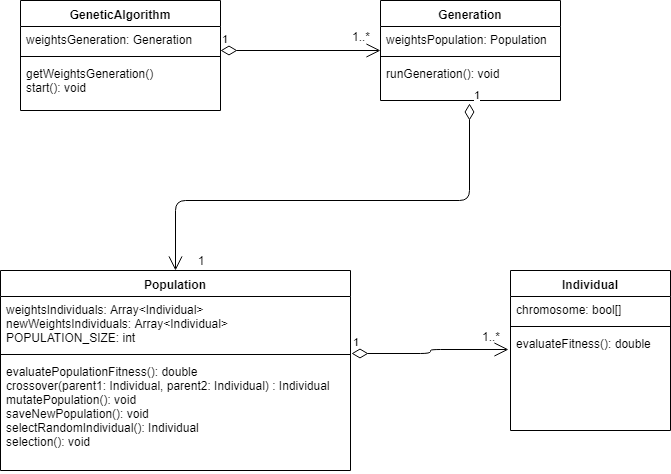 GeneticAlgorithm
weightsGeneration: Generation
getWeightsGeneration()
start(): void
1
1..*
Generation
weightsPopulation: Population
runGeneration(): void
1
1
Population
weightsIndividuals: Array<Individual>
newWeightsIndividuals: Array<Individual>
POPULATION_SIZE: int
evaluatePopulationFitness(): double
crossover(parent1: Individual, parent2: Individual) : Individual
mutatePopulation(): void
saveNewPopulation(): void
selectRandomIndividual(): Individual
selection(): void
1
1..*
Individual
chromosome: bool[]
evaluateFitness(): double